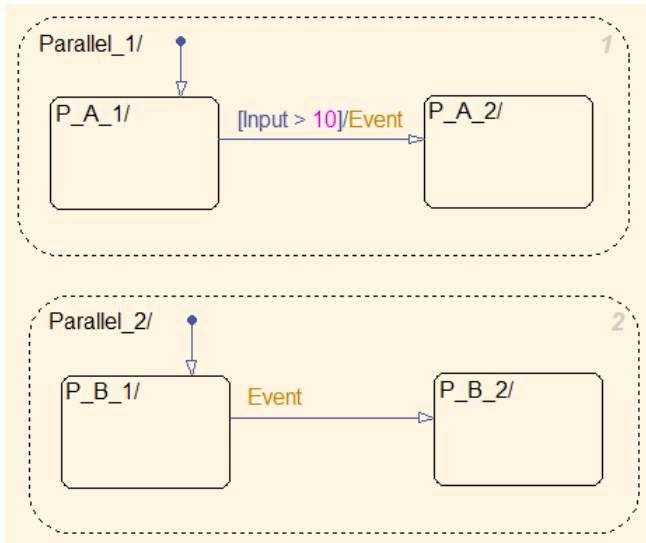 Parallel_1/ 1
P_A_1/ [Input > 10]/Event P_A_2/
Parallel_2/ 2
P_B_1/ Event P_B_2/